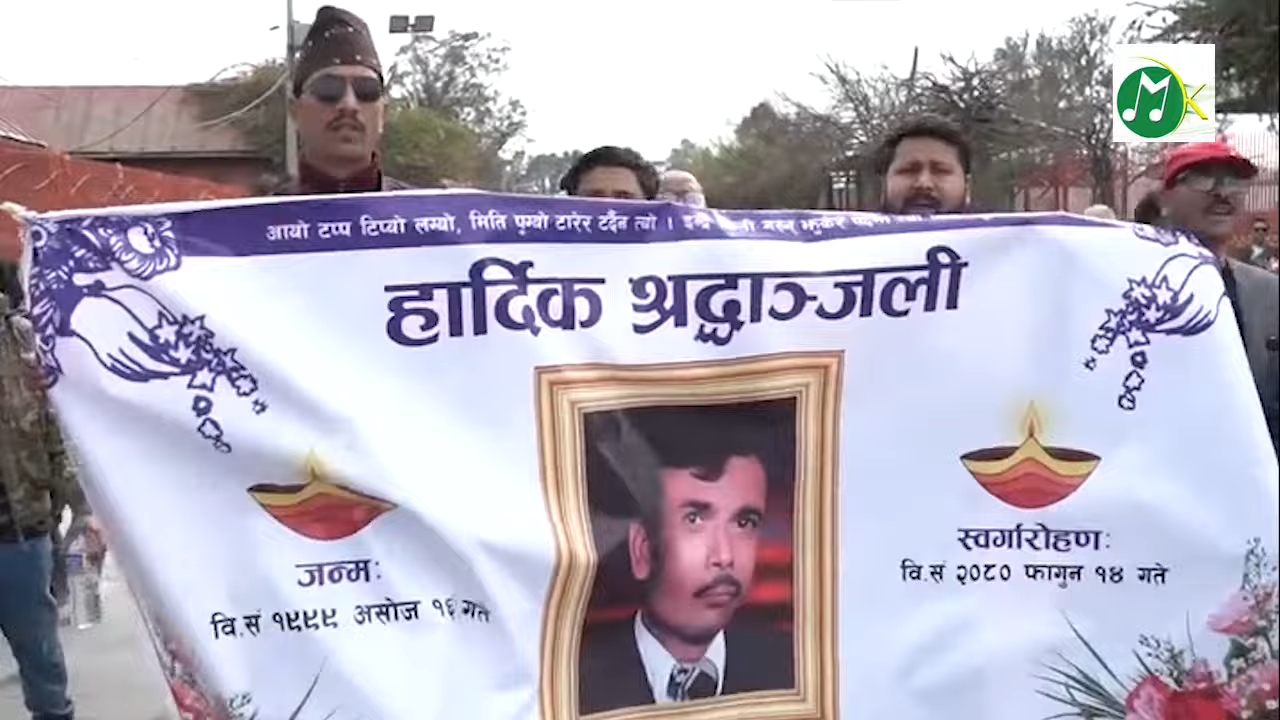 आयो टप्प टिप्यो लग्यो, मिति पुग्यो टारेर टर्दैन त्यो ।
हार्दिक श्रद्धाञ्जली
जन्म:
वि.सं १९९९ असोज १६ गते
स्वर्गारोहण:
वि.सं २०८० फागुन १४ गते